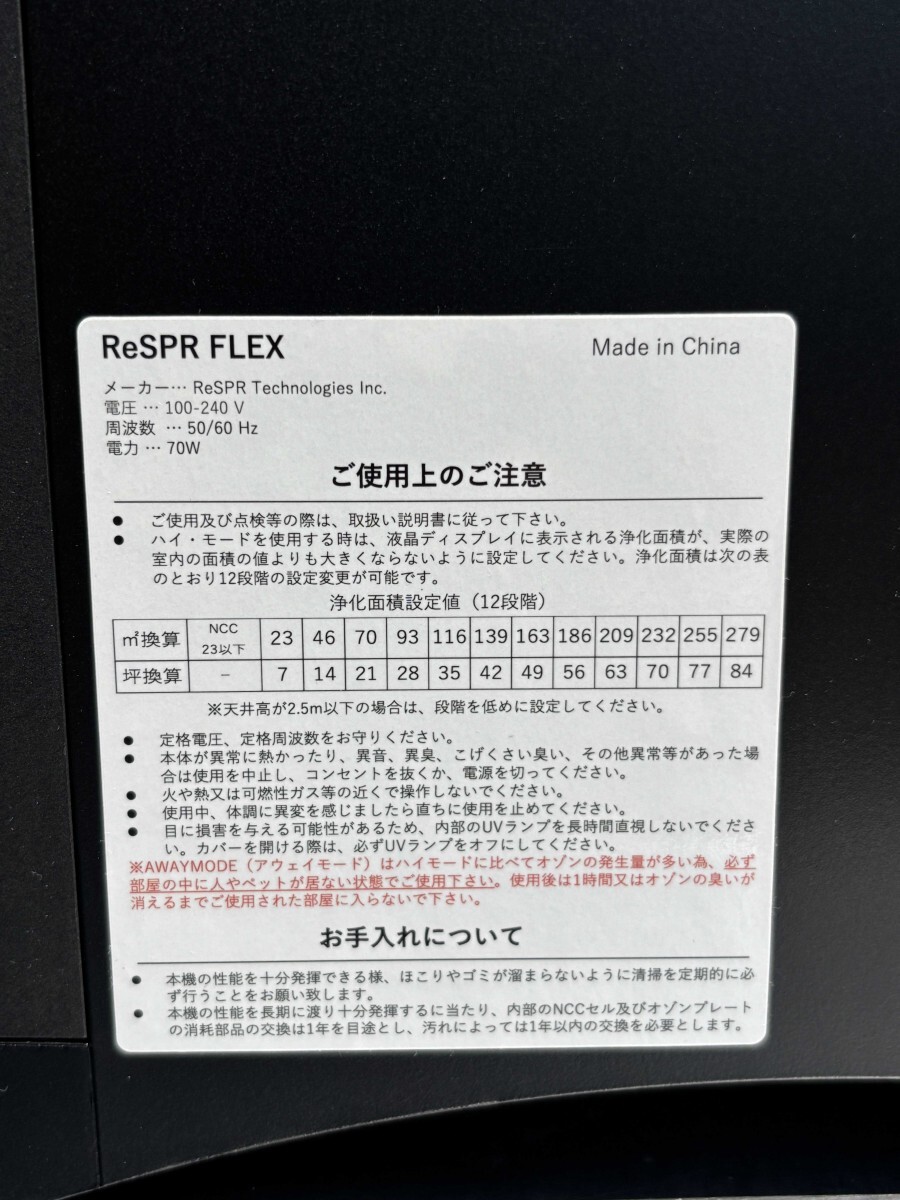 ReSPR FLEX
Made in China
メーカー… ReSPR Technologies Inc.
電圧 … 100-240 V
周波数 … 50/60 Hz
電力 … 70W
ご使用上のご注意
● ご使用及び点検等の際は、取扱い説明書に従って下さい。
● ハイ・モードを使用する時は、液晶ディスプレイに表示される浄化面積が、実際の
室内の面積の値よりも大きくならないように設定してください。浄化面積は次の表
のとおり12段階の設定変更が可能です。
浄化面積設定値（12段階）
㎡換算 NCC 23以下 23 46 70 93 116 139 163 186 209 232 255 279
坪換算 － 7 14 21 28 35 42 49 56 63 70 77 84
※天井高が2.5m以下の場合は、段階を低めに設定してください。
● 定格電圧、定格周波数をお守りください。
● 本体が異常に熱かったり、異音、異臭、こげくさい臭い、その他異常等があった場
合は使用を中止し、コンセントを抜くか、電源を切ってください。
● 火や熱又は可燃性ガス等の近くで操作しないでください。
● 使用中、体調に異変を感じましたら直ちに使用を止めてください。
● 目に損害を与える可能性があるため、内部のUVランプを長時間直視しないでくださ
い。カバーを開ける際は、必ずUVランプをオフにしてください。
※AWAYMODE（アウェイモード）はハイモードに比べてオゾンの発生量が多い為、必ず
部屋の中に人やペットが居ない状態でご使用下さい。使用後は1時間又はオゾンの臭いが
消えるまでご使用された部屋に入らないで下さい。
お手入れについて
● 本機の性能を十分発揮できる様、ほこりやゴミが溜まらないように清掃を定期的に必
ず行うことをお願い致します。
● 本機の性能を長期に渡り十分発揮するに当たり、内部のNCCセル及びオゾンプレート
の消耗部品の交換は1年を目途とし、汚れによっては1年以内の交換を必要とします。